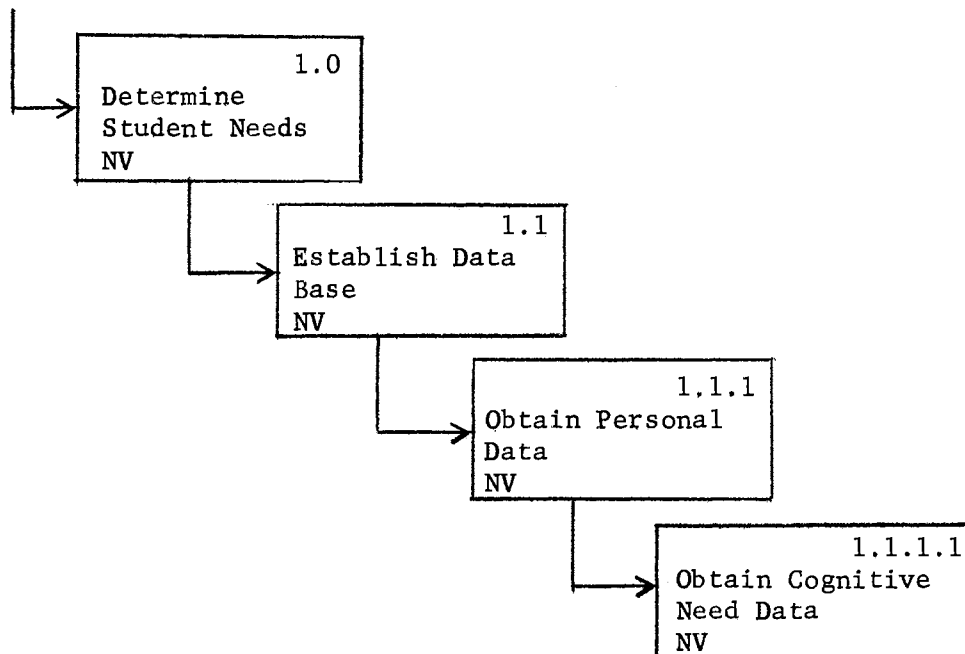 1.0
Determine
Student Needs
NV
1.1
Establish Data
Base
NV
1.1.1
Obtain Personal
Data
NV
1.1.1.1
Obtain Cognitive
Need Data
NV